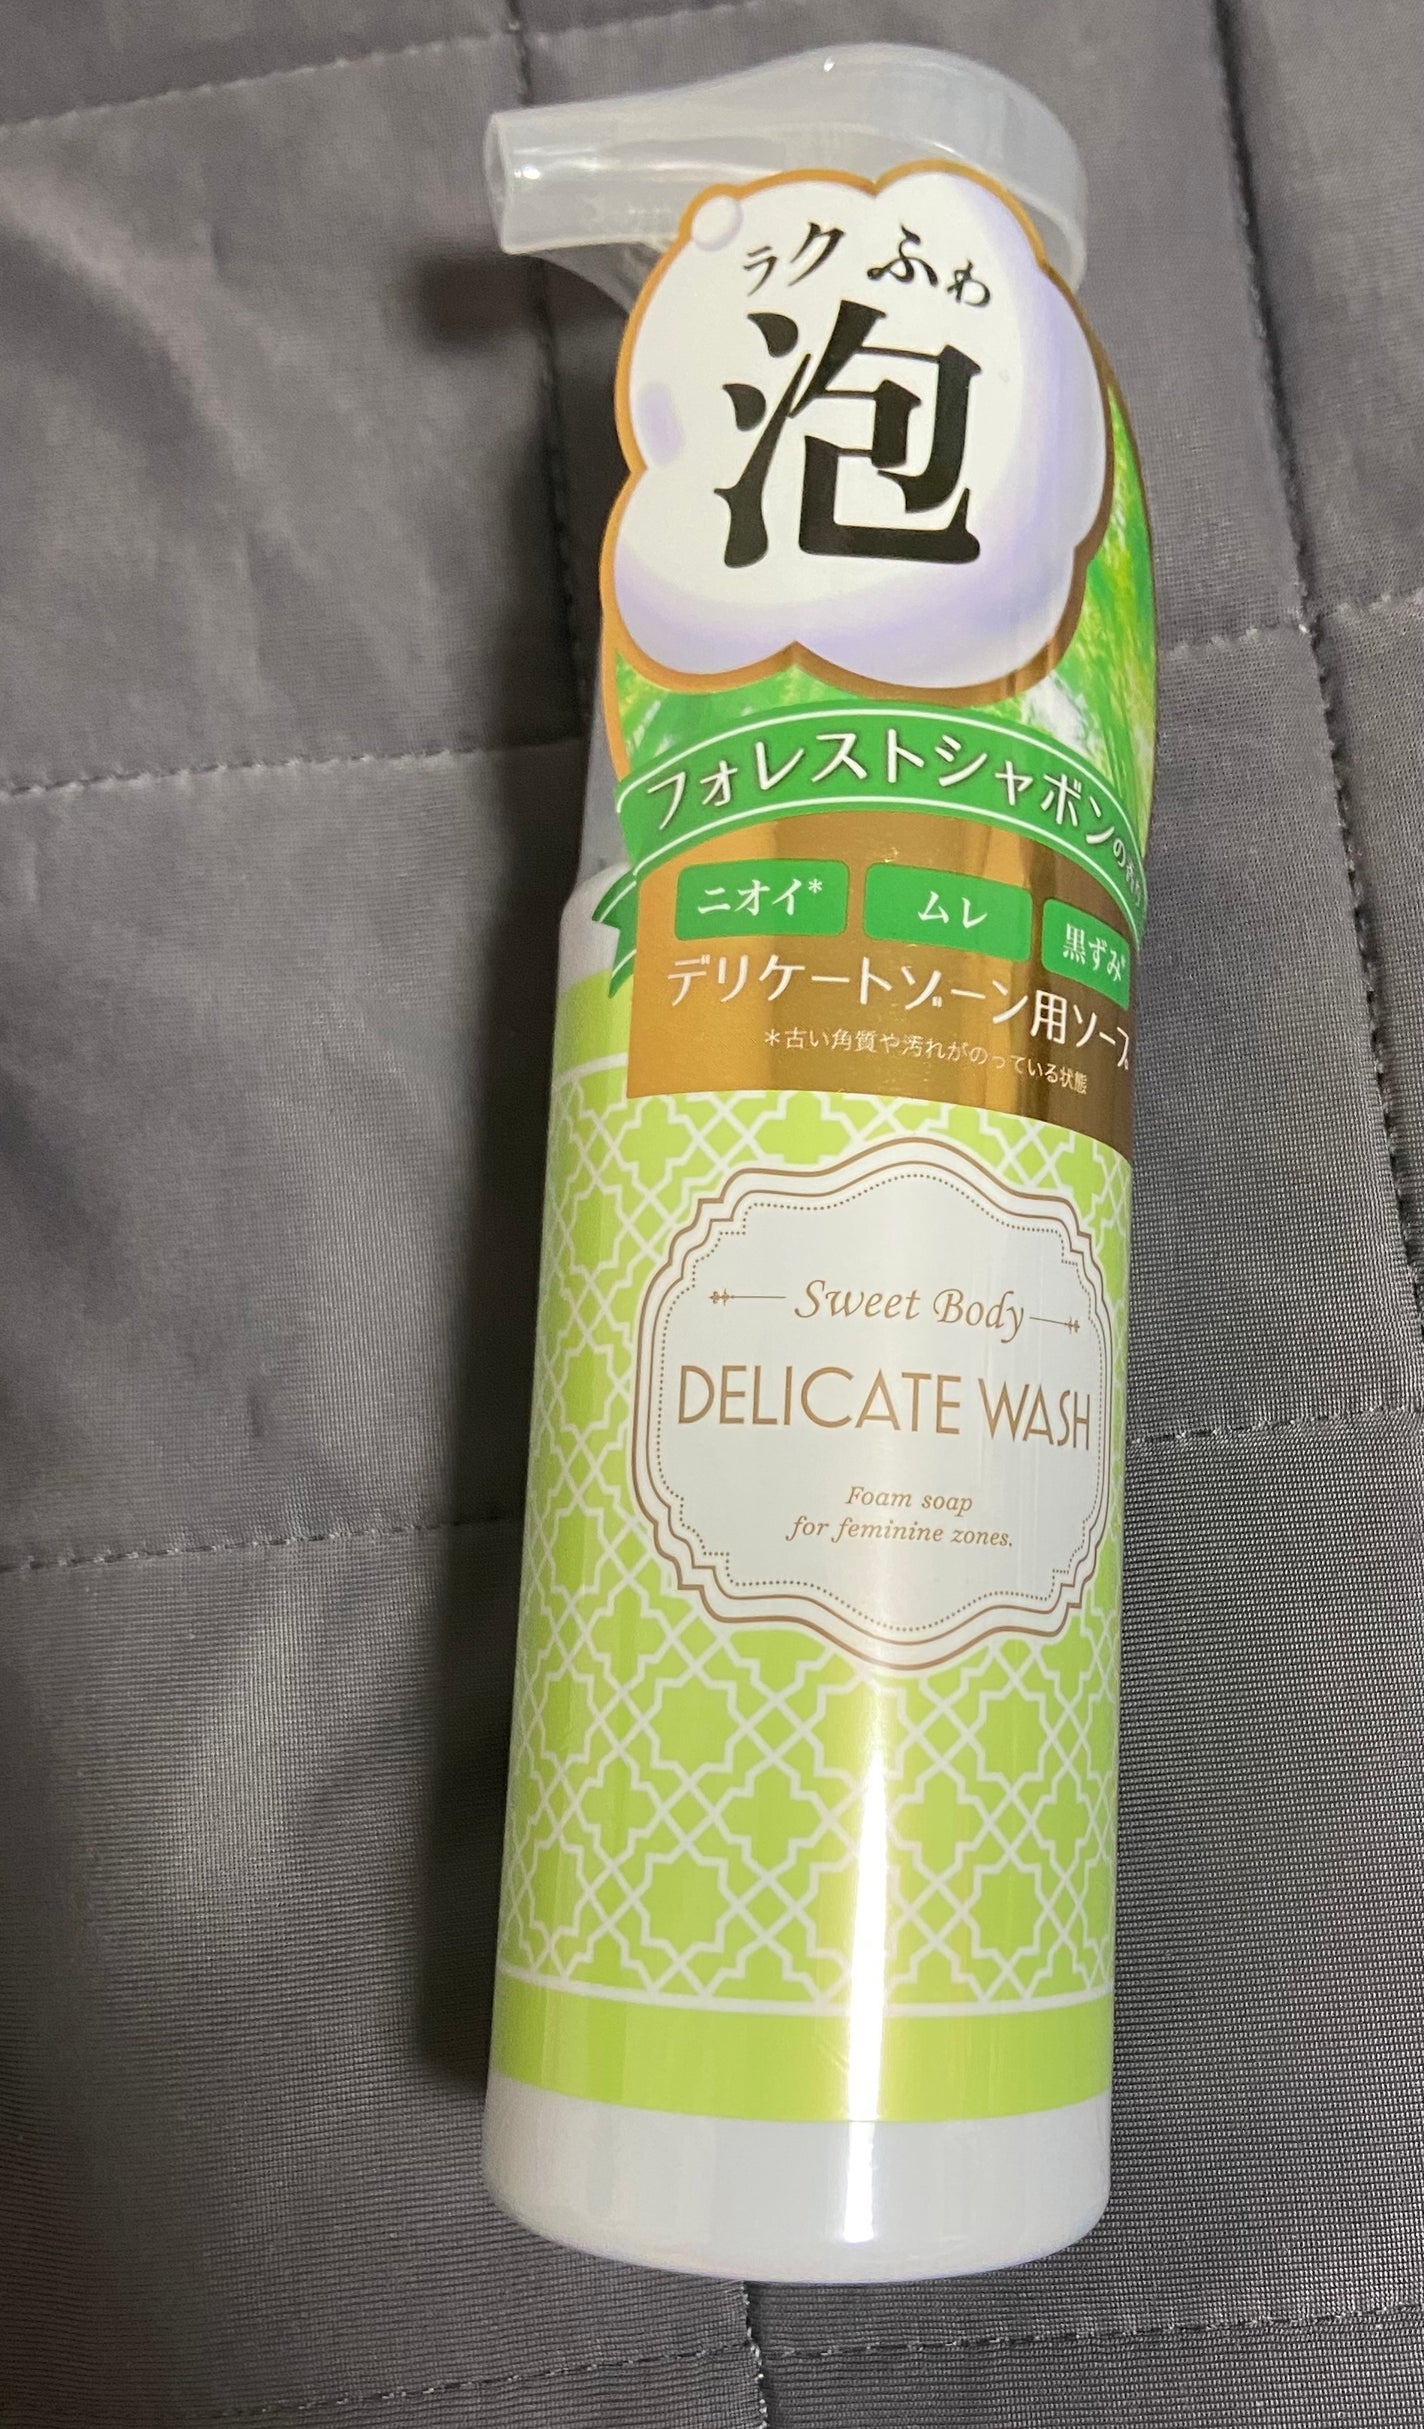 ラク ふわ
泡
フォレストシャボンの香り
ニオイ* ムレ 黒ずみ*
デリケートゾーン用ソープ
*古い角質や汚れがのっている状態
Sweet Body
DELICATE WASH
Foam soap
for feminine zones.